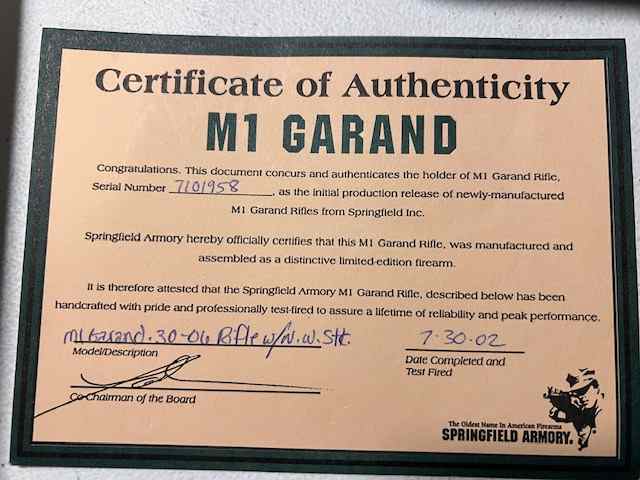 Certificate of Authenticity
M1 GARAND
Congratulations. This document concurs and authenticates the holder of M1 Garand Rifle,
Serial Number 7101958, as the initial production release of newly-manufactured
M1 Garand Rifles from Springfield Inc.
Springfield Armory hereby officially certifies that this M1 Garand Rifle, was manufactured and
assembled as a distinctive limited-edition firearm.
It is therefore attested that the Springfield Armory M1 Garand Rifle, described below has been
handcrafted with pride and professionally test-fired to assure a lifetime of reliability and peak performance.
M1 Garand .30-06 Rifle w/N.W. Stk. 7-30-02
Model/Description Date Completed and
Test Fired
Co-Chairman of the Board
The Oldest Name In American Firearms
SPRINGFIELD ARMORY®